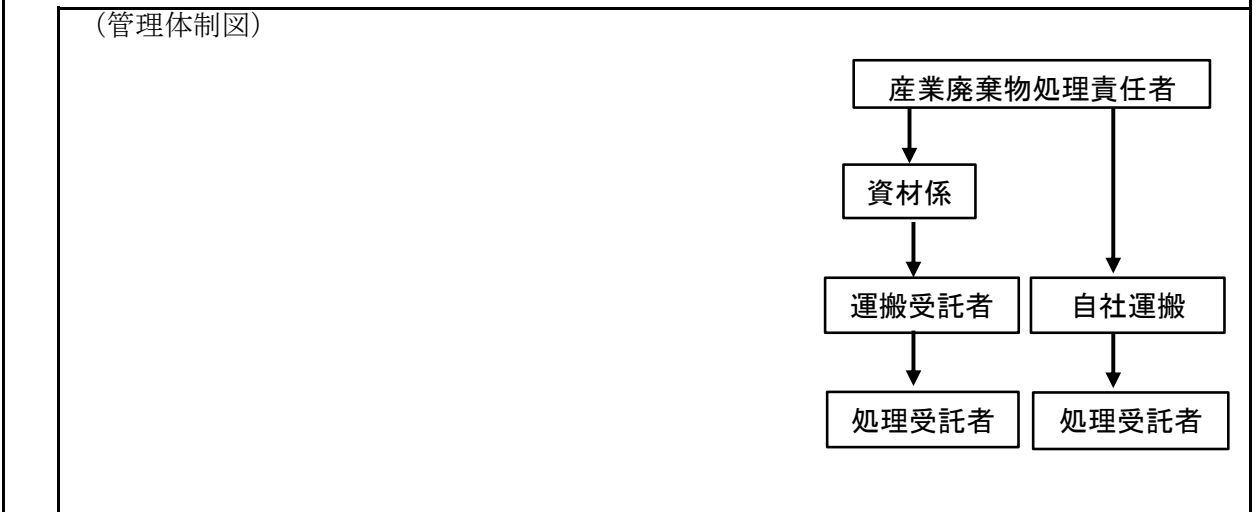 （管理体制図）
産業廃棄物処理責任者
資材係
運搬受託者
自社運搬
処理受託者
処理受託者